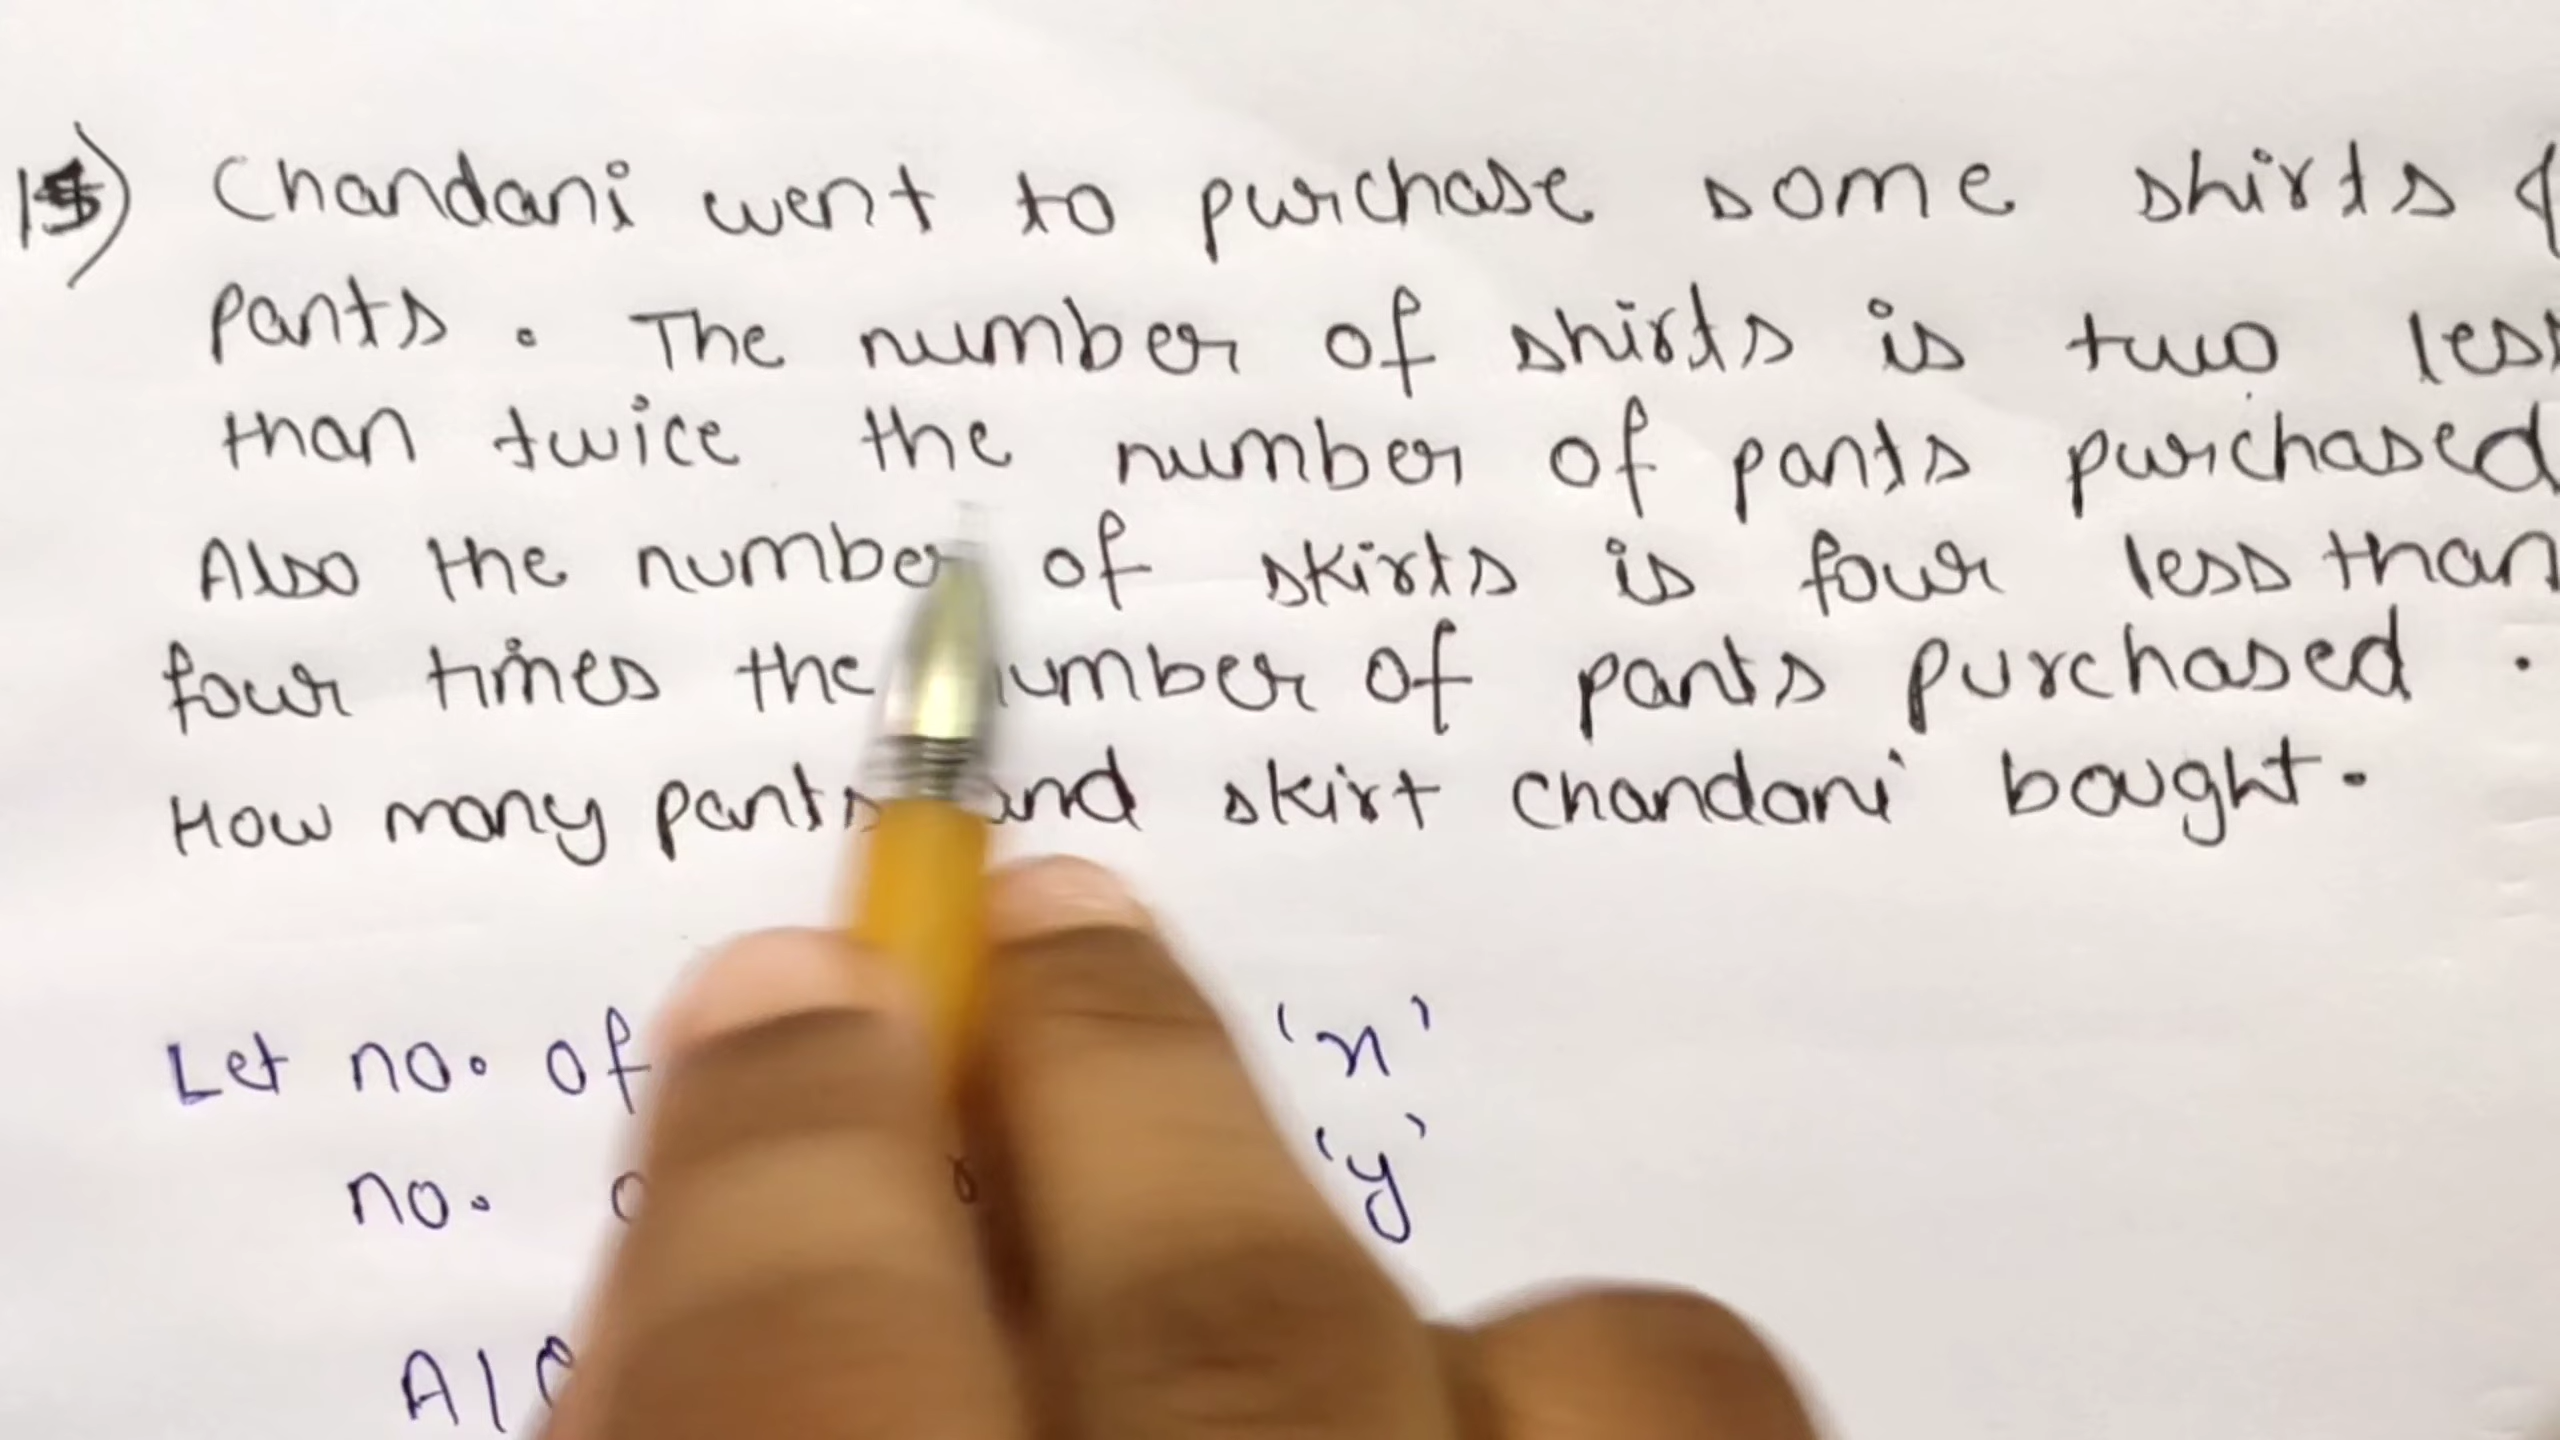 15) Chandani went to purchase some shirts &
pants. The number of shirts is two less
than twice the number of pants purchased
Also the number of skirts is four less than
four times the number of pants purchased.
How many pants and skirt chandani bought.
Let no. of 'x'
no. 'y'